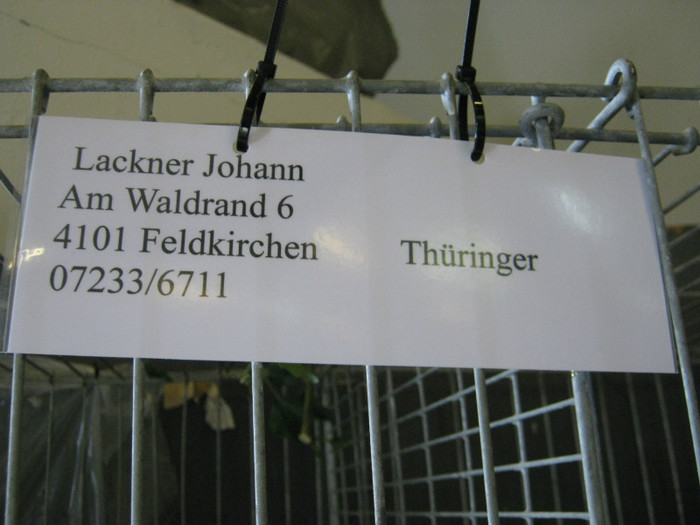 Lackner Johann
Am Waldrand 6
4101 Feldkirchen
Thüringer
07233/6711